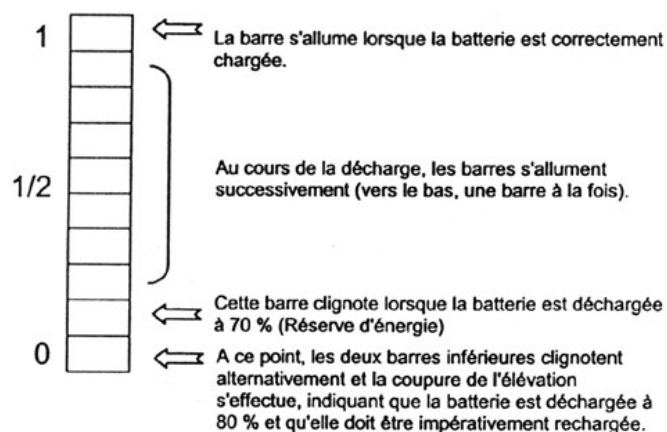 1
La barre s'allume lorsque la batterie est correctement
chargée.
1/2
Au cours de la décharge, les barres s'allument
successivement (vers le bas, une barre à la fois).
Cette barre clignote lorsque la batterie est déchargée
à 70 % (Réserve d'énergie)
0
A ce point, les deux barres inférieures clignotent
alternativement et la coupure de l'élévation
s'effectue, indiquant que la batterie est déchargée à
80 % et qu'elle doit être impérativement rechargée.